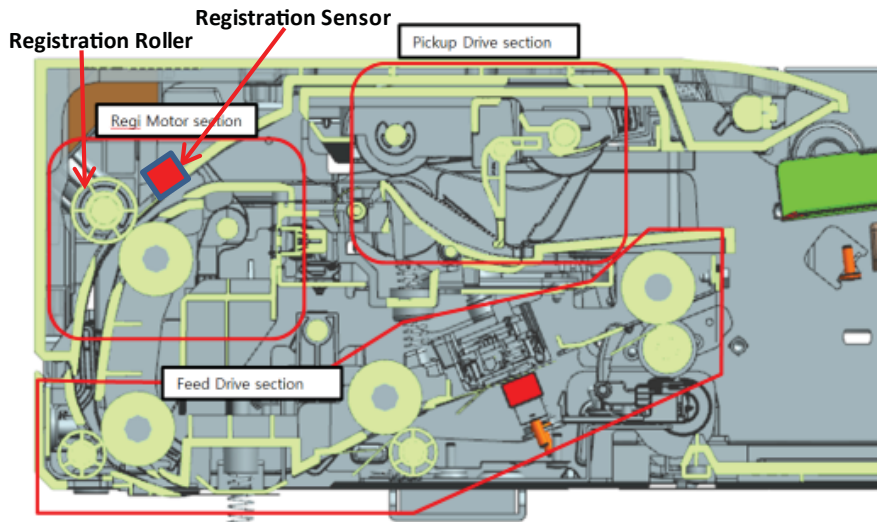 Registration Sensor
Registration Roller
Pickup Drive section
Regi Motor section
Feed Drive section